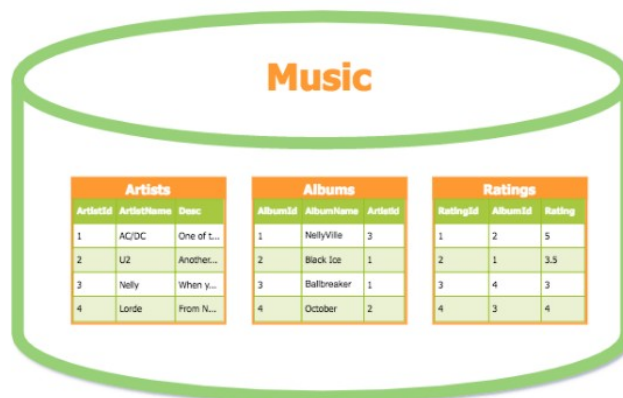 Music
Artists
ArtistId ArtistName Desc
1 AC/DC One of t...
2 U2 Another...
3 Nelly When y...
4 Lorde From N...
Albums
AlbumId AlbumName ArtistId
1 NellyVille 3
2 Black Ice 1
3 Ballbreaker 1
4 October 2
Ratings
RatingId AlbumId Rating
1 2 5
2 1 3.5
3 4 3
4 3 4